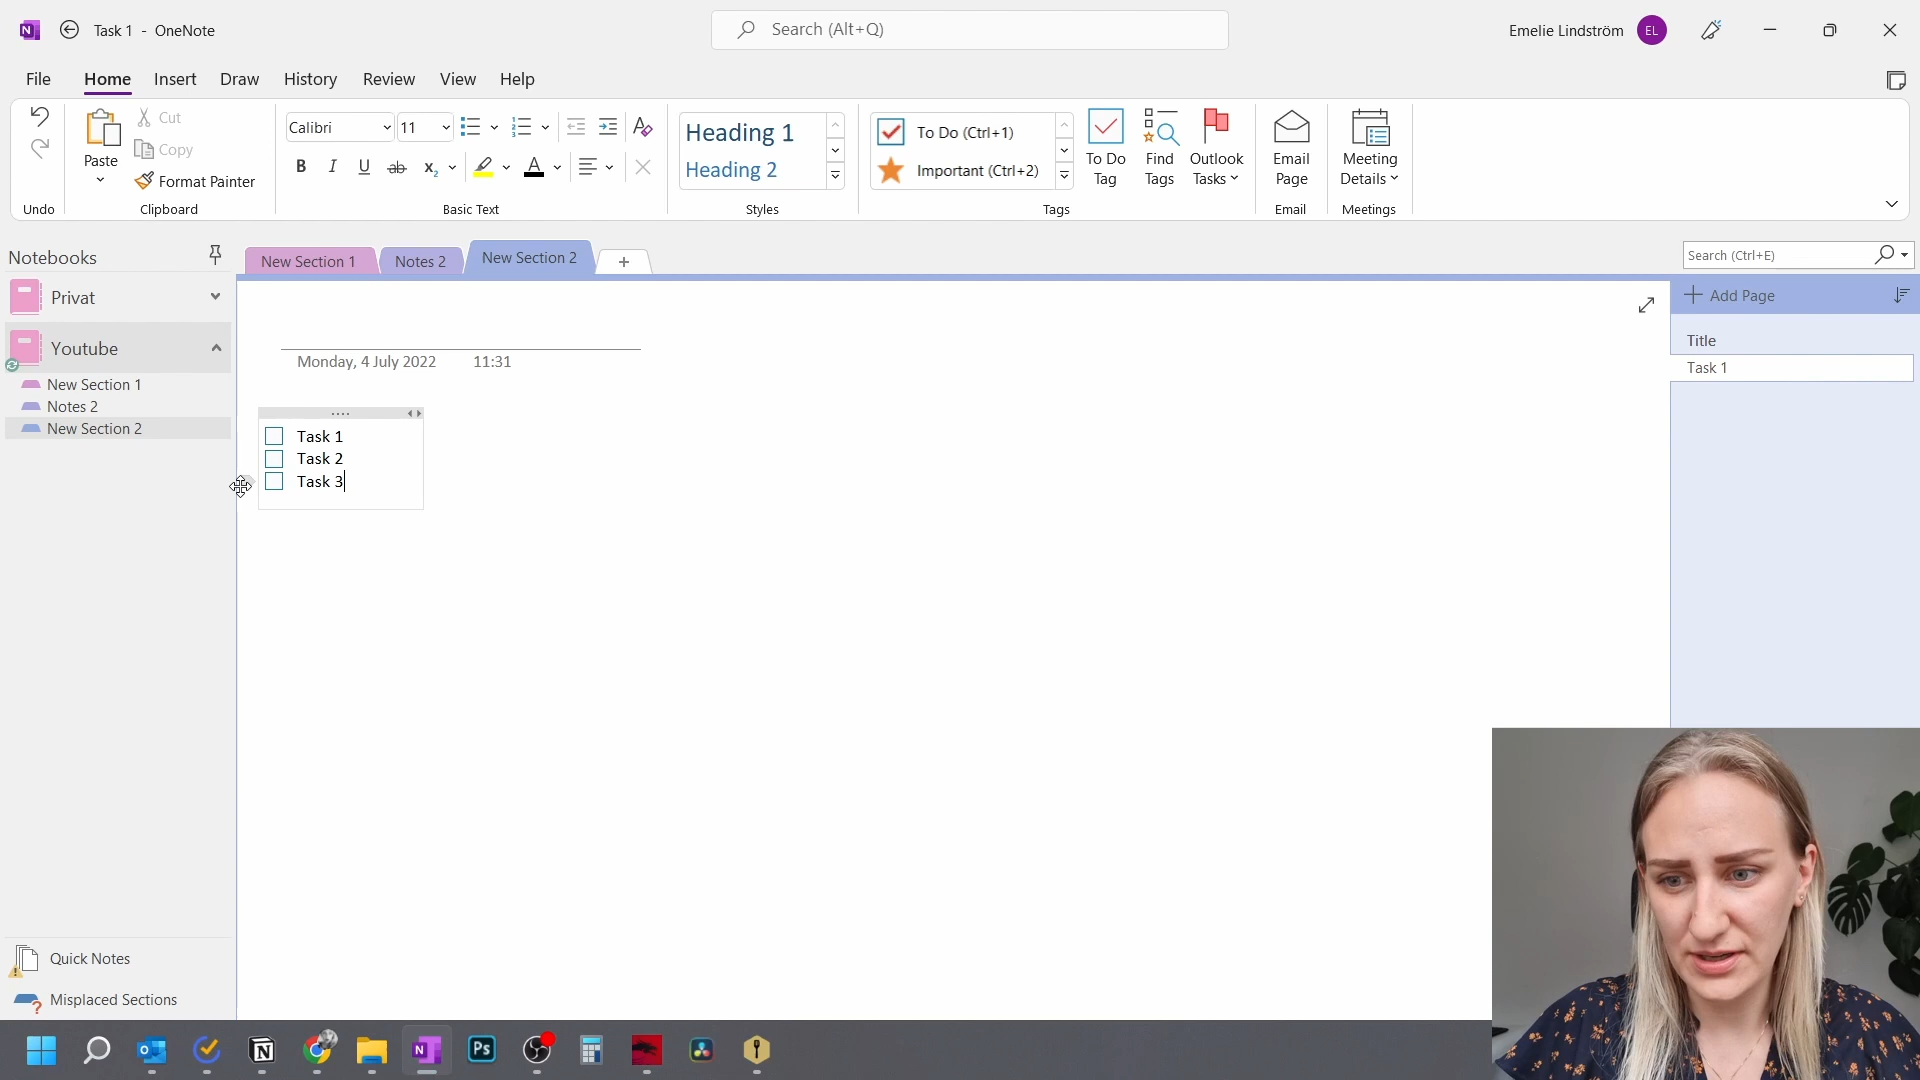 Task 1 - OneNote
Search (Alt+Q)
Emelie Lindström
EL
File
Home
Insert
Draw
History
Review
View
Help
Paste
Cut
Copy
Format Painter
Calibri
11
Heading 1
Heading 2
To Do (Ctrl+1)
Important (Ctrl+2)
To Do
Tag
Find
Tags
Outlook
Tasks
Email
Page
Meeting
Details
Undo
Clipboard
Basic Text
Styles
Tags
Email
Meetings
Notebooks
New Section 1
Notes 2
New Section 2
+
Search (Ctrl+E)
Privat
Youtube
New Section 1
Notes 2
New Section 2
Monday, 4 July 2022
11:31
Task 1
Task 2
Task 3
Add Page
Title
Task 1
Quick Notes
Misplaced Sections
Ps